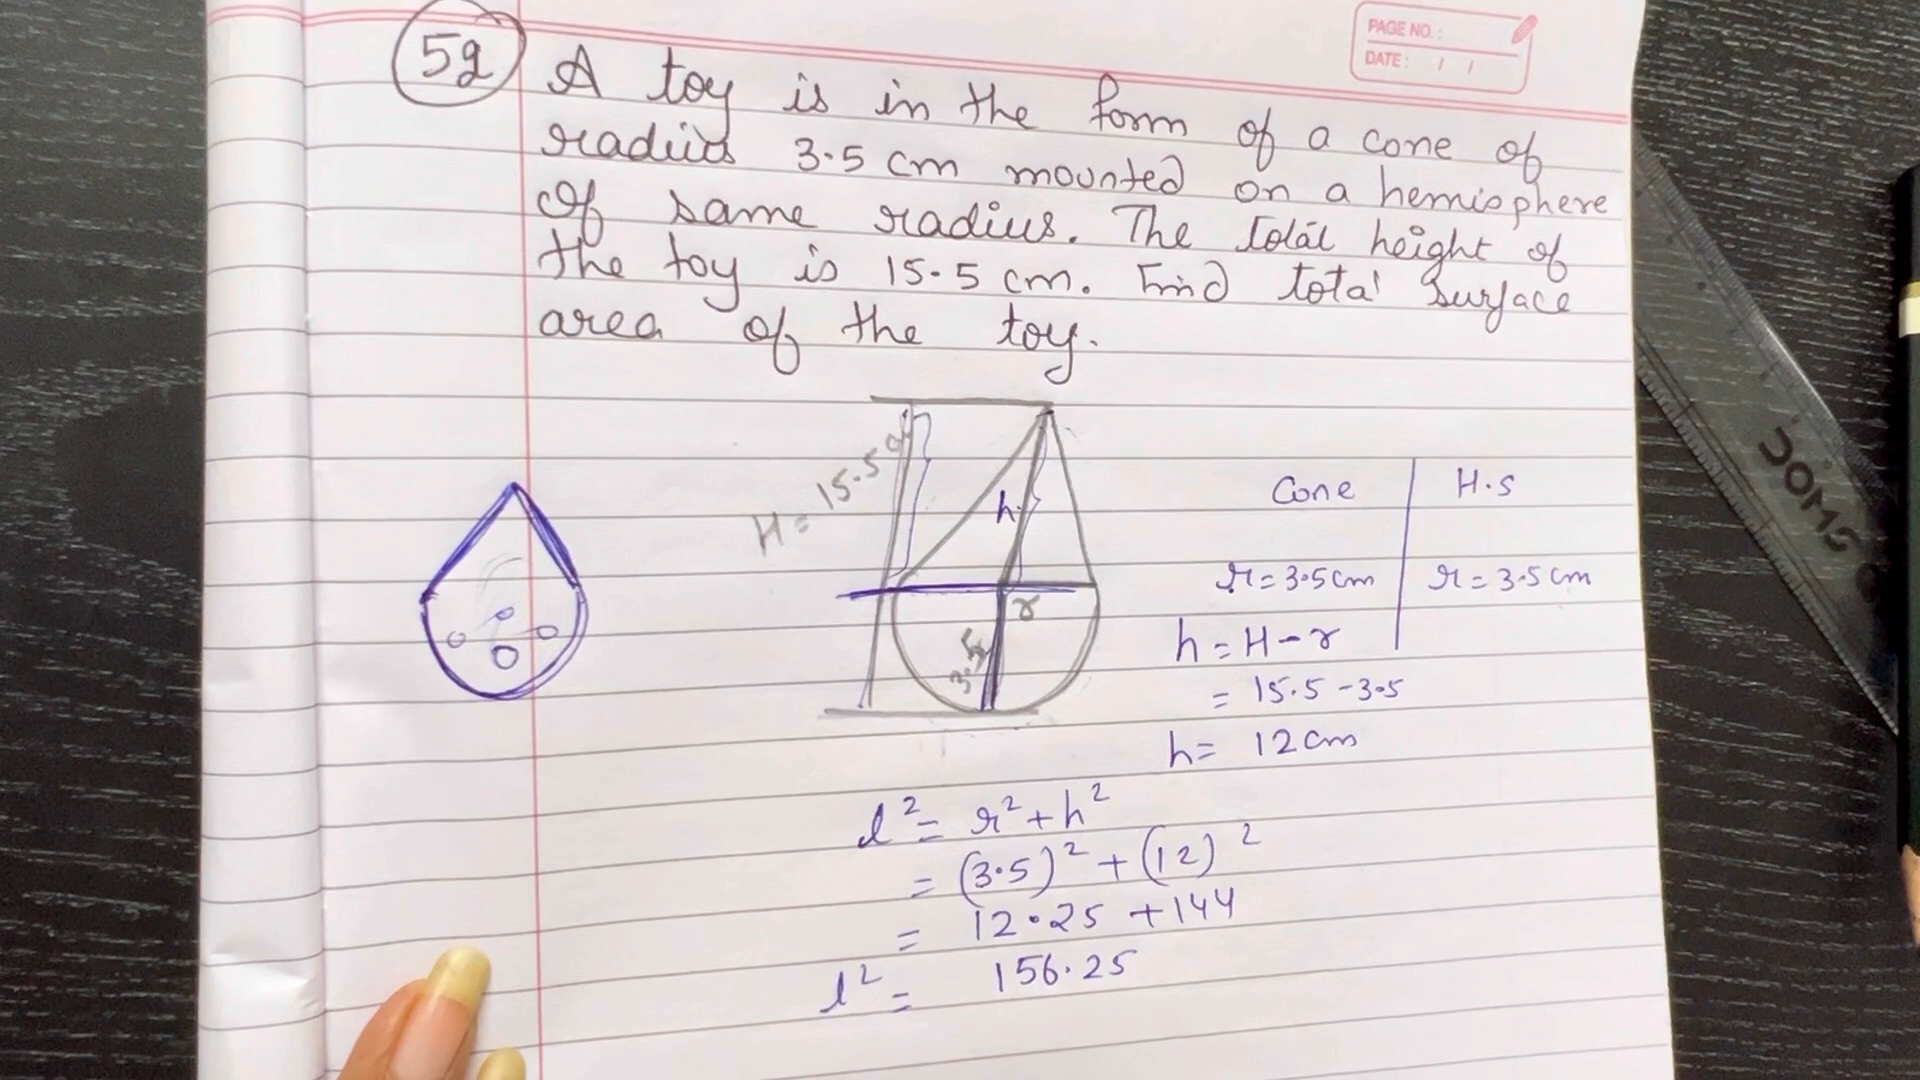 PAGE NO. :
DATE : / /
59 A toy is in the form of a cone of
radius 3.5 cm mounted on a hemisphere
of same radius. The total height of
the toy is 15.5 cm. Find total surface
area of the toy.
H = 15.5 cm
h
r
3.5
Cone | H.S
r = 3.5cm | r = 3.5 cm
h = H - r
= 15.5 - 3.5
h = 12 cm
l² = r² + h²
= (3.5)² + (12)²
= 12.25 + 144
l² = 156.25
DOMS